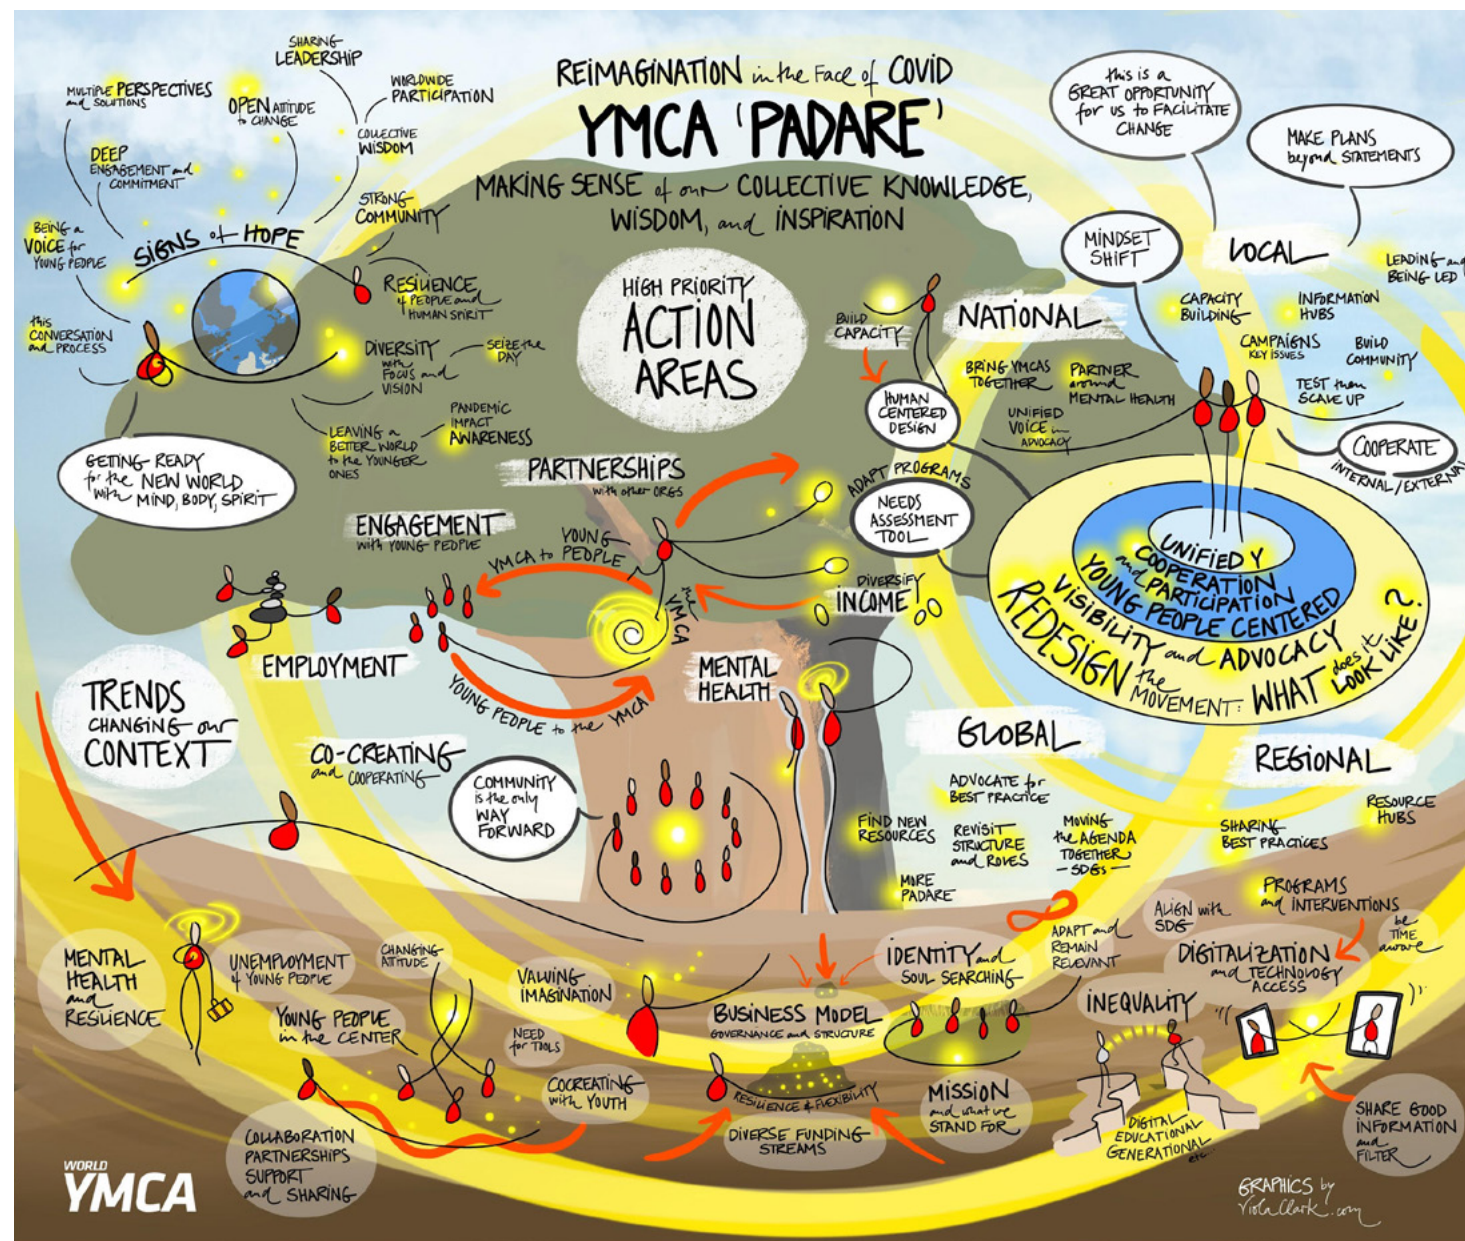 REIMAGINATION in the FACE of COVID
YMCA 'PADARE'
MAKING SENSE of our COLLECTIVE KNOWLEDGE,
WISDOM, and INSPIRATION
SHARING
LEADERSHIP
MULTIPLE PERSPECTIVES
and SOLUTIONS
OPEN ATTITUDE
to CHANGE
WORLDWIDE
PARTICIPATION
COLLECTIVE
WISDOM
DEEP
ENGAGEMENT and
COMMITMENT
STRONG
COMMUNITY
BEING a
VOICE for
YOUNG PEOPLE
SIGNS of HOPE
RESILIENCE
of PEOPLE and
HUMAN SPIRIT
this
CONVERSATION
and PROCESS
DIVERSITY
with
FOCUS and
VISION
SEIZE the
DAY
LEAVING a
BETTER WORLD
to the YOUNGER
ONES
PANDEMIC
IMPACT
AWARENESS
GETTING READY
for the NEW WORLD
with MIND, BODY, SPIRIT
HIGH PRIORITY
ACTION
AREAS
this is a
GREAT OPPORTUNITY
for us to FACILITATE
CHANGE
MAKE PLANS
beyond STATEMENTS
MINDSET
SHIFT
LOCAL
LEADING and
BEING LED
CAPACITY
BUILDING
INFORMATION
HUBS
CAMPAIGNS
KEY ISSUES
BUILD
COMMUNITY
TEST then
SCALE UP
COOPERATE
INTERNAL/EXTERNAL
BUILD
CAPACITY
NATIONAL
BRING YMCAS
TOGETHER
PARTNER
around
MENTAL HEALTH
UNIFIED
VOICE in
ADVOCACY
HUMAN
CENTERED
DESIGN
ADAPT PROGRAMS
NEEDS
ASSESSMENT
TOOL
PARTNERSHIPS
with other ORGS
ENGAGEMENT
with YOUNG PEOPLE
YOUNG
PEOPLE
YMCA to
the
YMCA
DIVERSIFY
INCOME
UNIFIED Y
COOPERATION
and PARTICIPATION
YOUNG PEOPLE CENTERED
VISIBILITY and ADVOCACY
REDESIGN the MOVEMENT: WHAT does it LOOK LIKE?
EMPLOYMENT
YOUNG PEOPLE to the YMCA
MENTAL
HEALTH
TRENDS
CHANGING our
CONTEXT
CO-CREATING
and COOPERATING
COMMUNITY
is the only
WAY
FORWARD
GLOBAL
ADVOCATE for
BEST PRACTICE
FIND NEW
RESOURCES
REVISIT
STRUCTURE
and ROLES
MOVING
the AGENDA
TOGETHER
- SDGs -
MORE
PADARE
REGIONAL
RESOURCE
HUBS
SHARING
BEST PRACTICES
PROGRAMS
and INTERVENTIONS
MENTAL
HEALTH
and
RESILIENCE
UNEMPLOYMENT
of YOUNG PEOPLE
CHANGING
ATTITUDE
YOUNG PEOPLE
in the CENTER
NEED
for TOOLS
VALUING
IMAGINATION
COCREATING
with YOUTH
COLLABORATION
PARTNERSHIPS
SUPPORT
and SHARING
BUSINESS MODEL
GOVERNANCE and STRUCTURE
RESILIENCE & FLEXIBILITY
DIVERSE FUNDING
STREAMS
IDENTITY and
SOUL SEARCHING
ADAPT and
REMAIN
RELEVANT
MISSION
and what we
STAND FOR
ALIGN with
SDG
be
TIME
aware
DIGITALIZATION
and TECHNOLOGY
ACCESS
INEQUALITY
DIGITAL
EDUCATIONAL
GENERATIONAL
etc...
SHARE GOOD
INFORMATION
and
FILTER
WORLD
YMCA
GRAPHICS by
ViolaClark.com